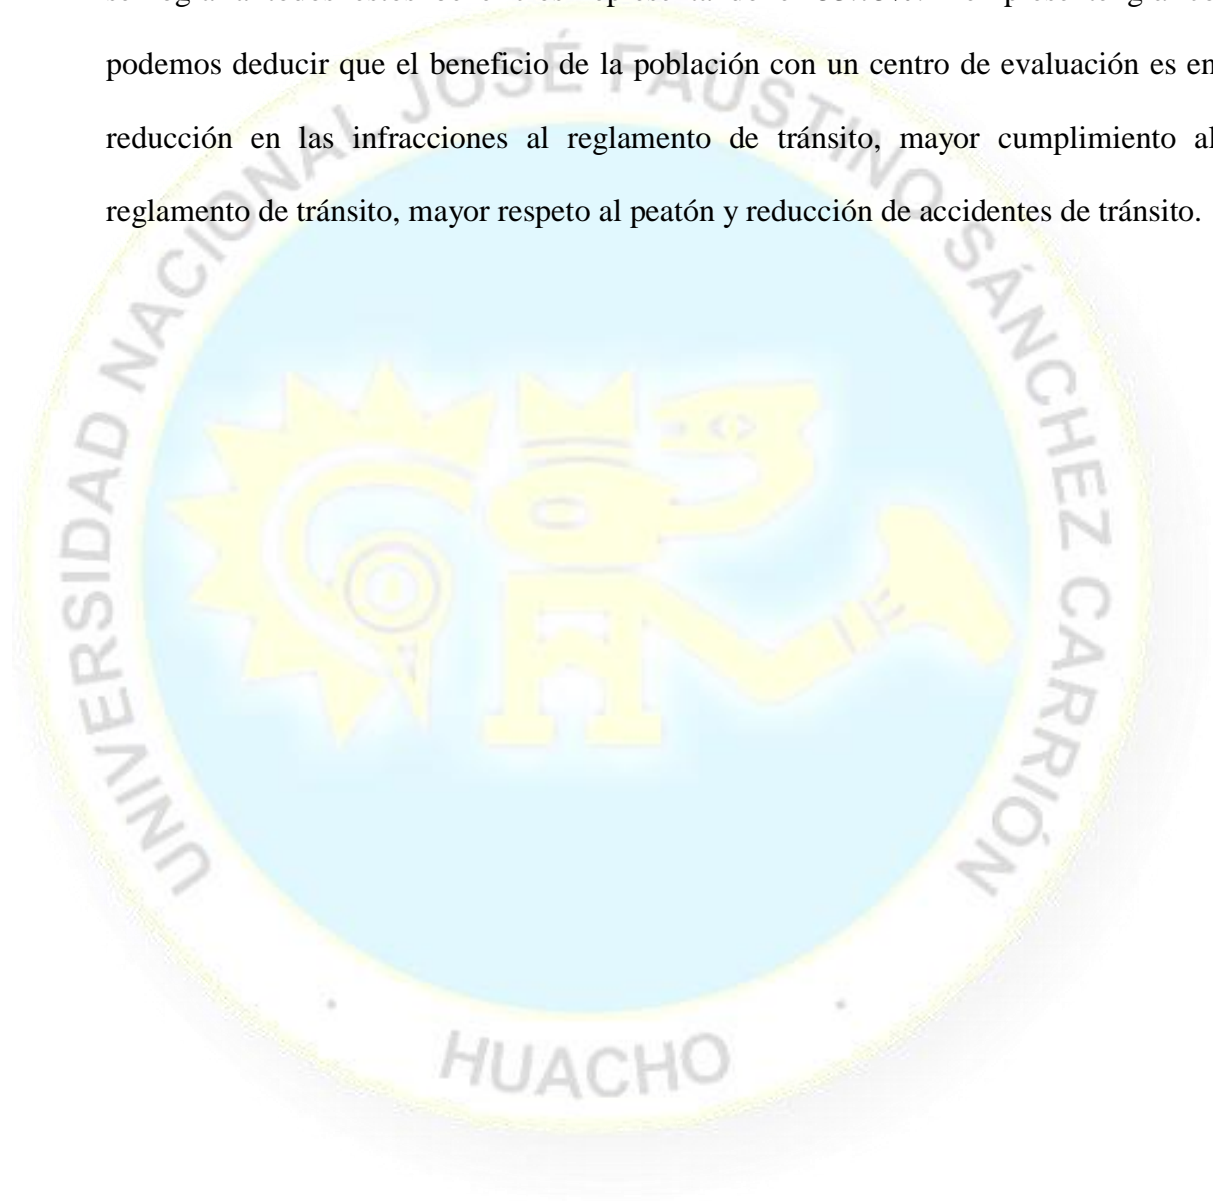 todos estos
podemos deducir que el beneficio de la población con un centro de evaluación es en
reducción en las infracciones al reglamento de tránsito, mayor cumplimiento al
reglamento de tránsito, mayor respeto al peatón y reducción de accidentes de tránsito.
UNIVERSIDAD NACIONAL JOSÉ FAUSTINO SÁNCHEZ CARRIÓN
HUACHO